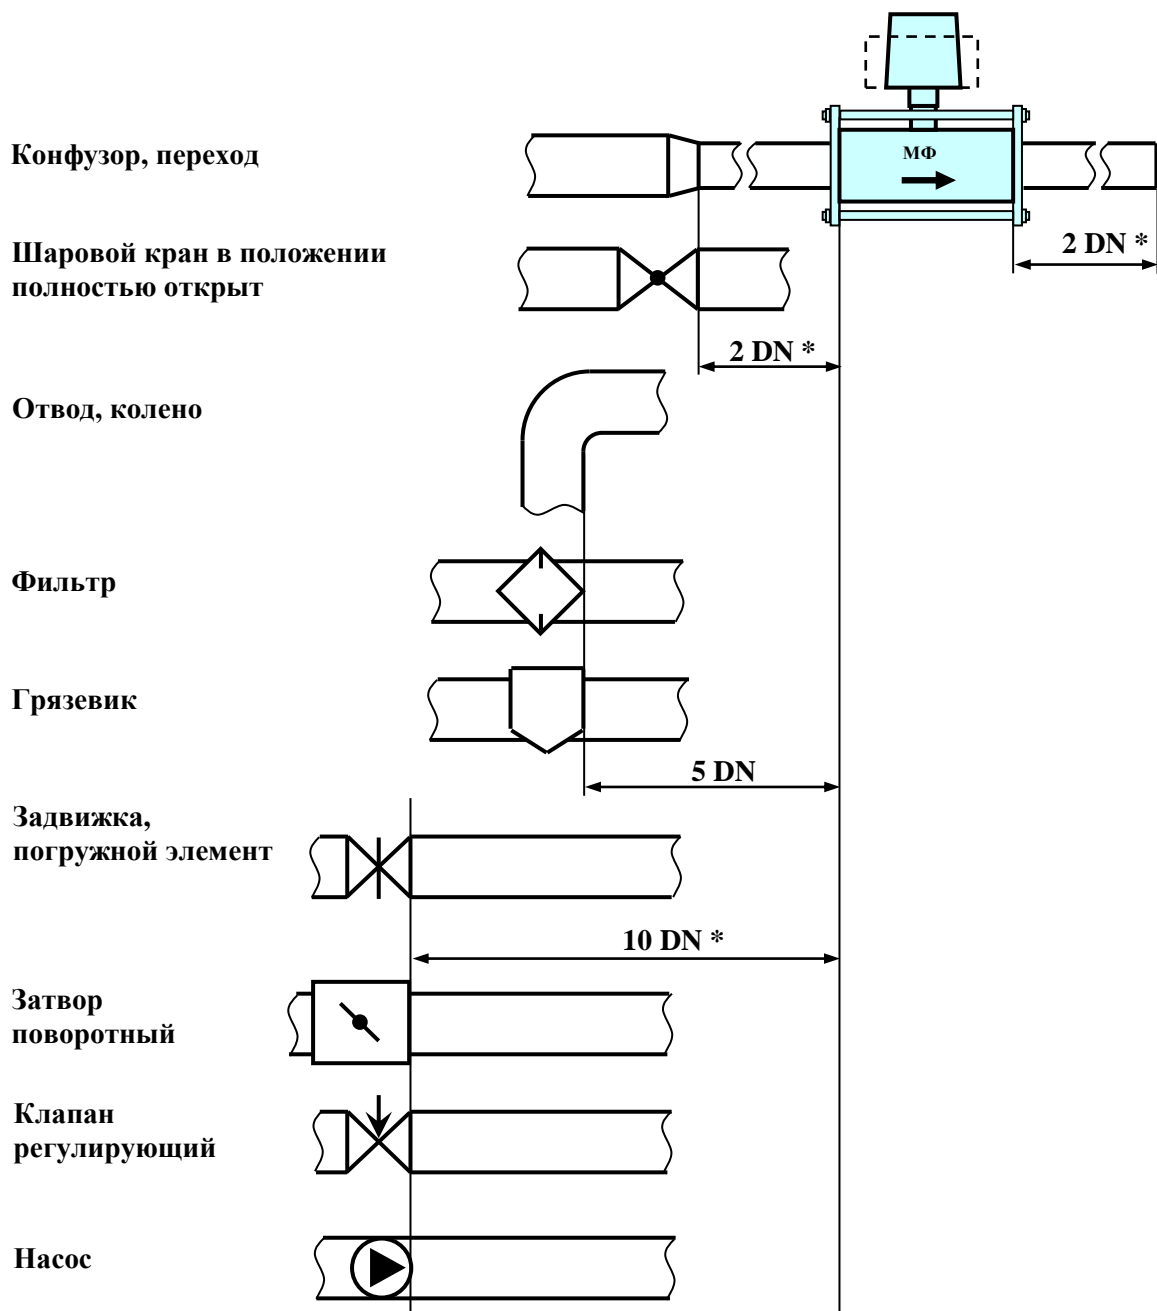 МФ
Конфузор, переход
2 DN *
Шаровой кран в положении
полностью открыт
2 DN *
Отвод, колено
Фильтр
Грязевик
5 DN
Задвижка,
погружной элемент
10 DN *
Затвор
поворотный
Клапан
регулирующий
Насос